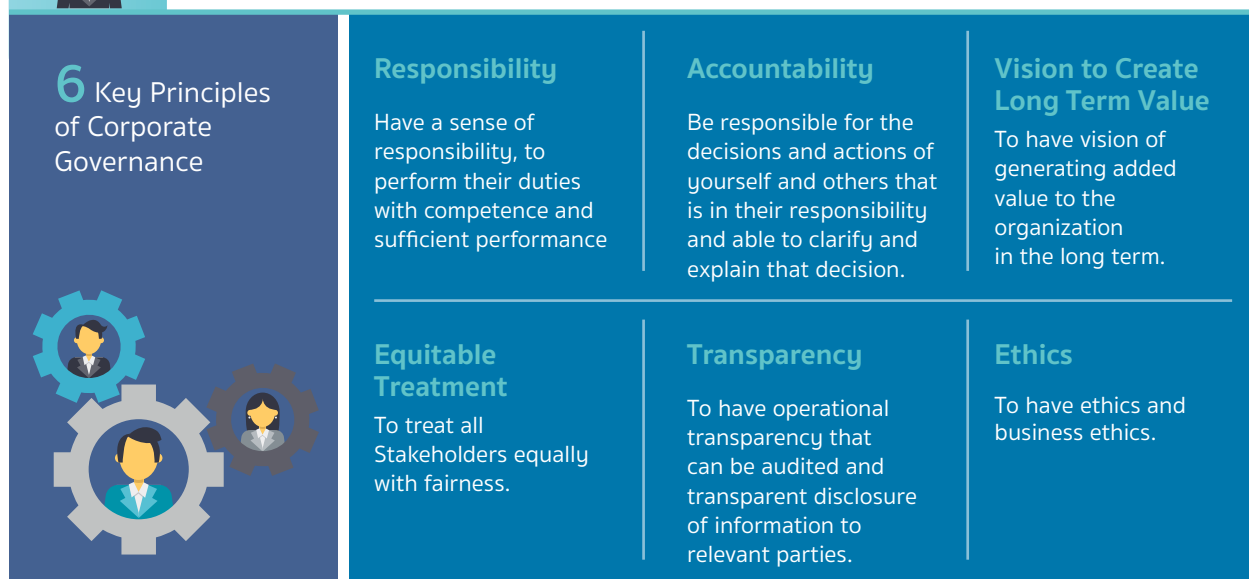 6 Key Principles
of Corporate
Governance
Responsibility
Have a sense of
responsibility, to
perform their duties
with competence and
sufficient performance
Accountability
Be responsible for the
decisions and actions of
yourself and others that
is in their responsibility
and able to clarify and
explain that decision.
Vision to Create
Long Term Value
To have vision of
generating added
value to the
organization
in the long term.
Equitable
Treatment
To treat all
Stakeholders equally
with fairness.
Transparency
To have operational
transparency that
can be audited and
transparent disclosure
of information to
relevant parties.
Ethics
To have ethics and
business ethics.